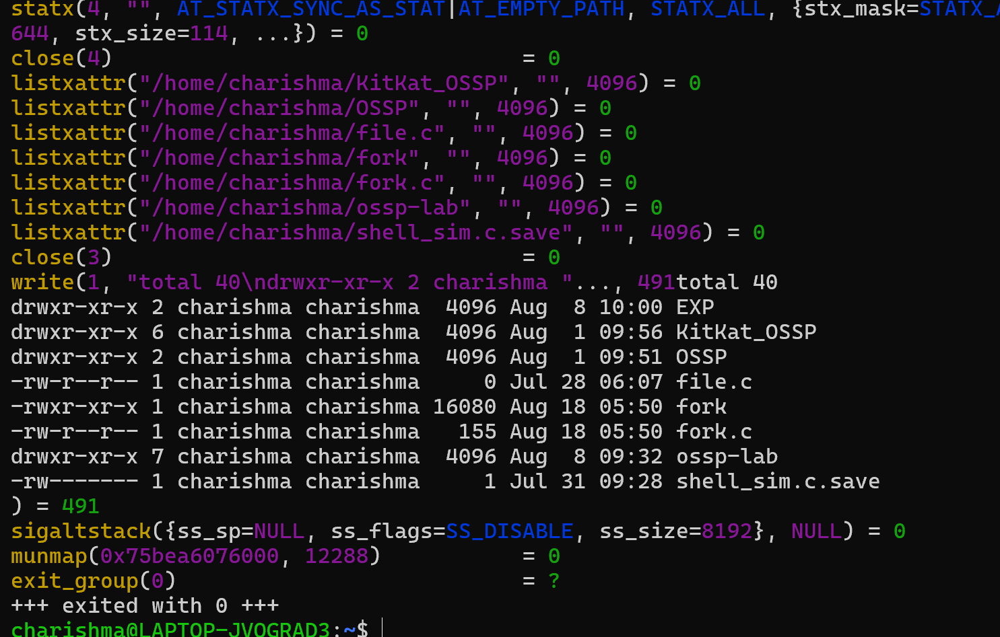 statx(4, "", AT_STATX_SYNC_AS_STAT|AT_EMPTY_PATH, STATX_ALL, {stx_mask=STATX_A
644, stx_size=114, ...}) = 0
close(4)                                = 0
listxattr("/home/charishma/KitKat_OSSP", "", 4096) = 0
listxattr("/home/charishma/OSSP", "", 4096) = 0
listxattr("/home/charishma/file.c", "", 4096) = 0
listxattr("/home/charishma/fork", "", 4096) = 0
listxattr("/home/charishma/fork.c", "", 4096) = 0
listxattr("/home/charishma/ossp-lab", "", 4096) = 0
listxattr("/home/charishma/shell_sim.c.save", "", 4096) = 0
close(3)                                = 0
write(1, "total 40\ndrwxr-xr-x 2 charishma "..., 491total 40
drwxr-xr-x 2 charishma charishma  4096 Aug  8 10:00 EXP
drwxr-xr-x 6 charishma charishma  4096 Aug  1 09:56 KitKat_OSSP
drwxr-xr-x 2 charishma charishma  4096 Aug  1 09:51 OSSP
-rw-r--r-- 1 charishma charishma     0 Jul 28 06:07 file.c
-rwxr-xr-x 1 charishma charishma 16080 Aug 18 05:50 fork
-rw-r--r-- 1 charishma charishma   155 Aug 18 05:50 fork.c
drwxr-xr-x 7 charishma charishma  4096 Aug  8 09:32 ossp-lab
-rw------- 1 charishma charishma     1 Jul 31 09:28 shell_sim.c.save
) = 491
sigaltstack({ss_sp=NULL, ss_flags=SS_DISABLE, ss_size=8192}, NULL) = 0
munmap(0x75bea6076000, 12288)           = 0
exit_group(0)                           = ?
+++ exited with 0 +++
charishma@LAPTOP-JVOGRAD3:~$